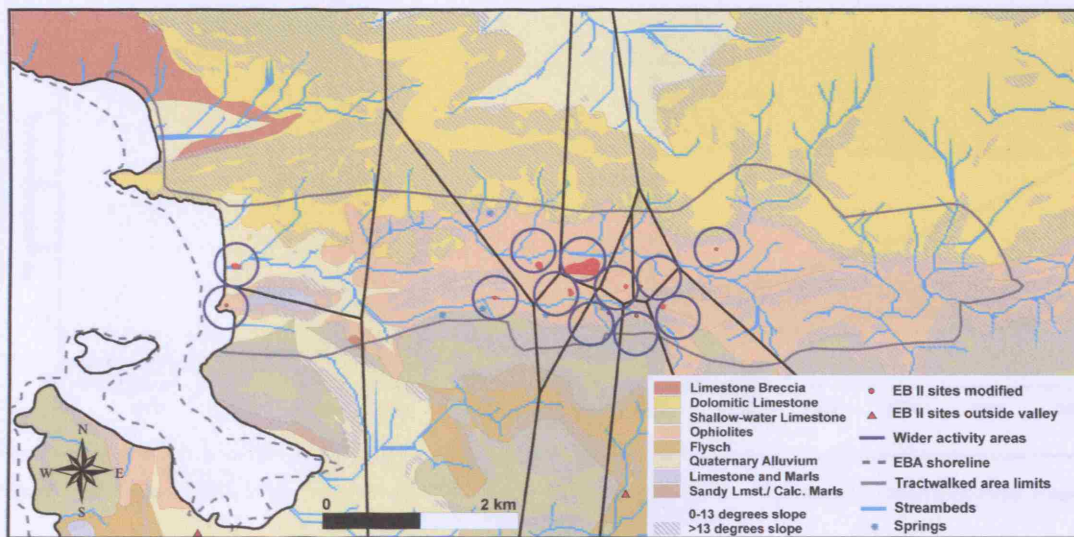 N
W E
S
0 2 km
Limestone Breccia
Dolomitic Limestone
Shallow-water Limestone
Ophiolites
Flysch
Quaternary Alluvium
Limestone and Marls
Sandy Lmst./ Calc. Marls
0-13 degrees slope
>13 degrees slope
EB II sites modified
EB II sites outside valley
Wider activity areas
EBA shoreline
Tractwalked area limits
Streambeds
Springs